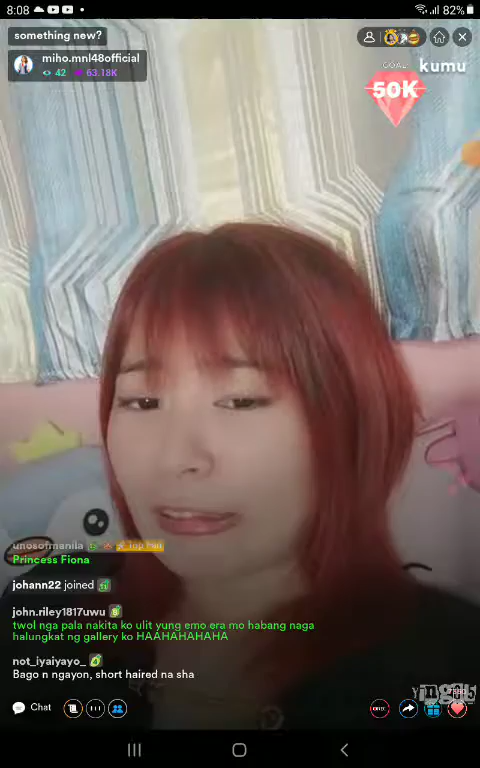 8:08
82%
something new?
miho.mnl48official
42 63.18K
GOAL
kumu
50K
unosofmanila Top Fan
Princess Fiona
johann22 joined
john.riley1817uwu
twol nga pala nakita ko ulit yung emo era mo habang naga
halungkat ng gallery ko HAAHAHAHAHA
not_iyaiyayo_
Bago n ngayon, short haired na sha
Chat